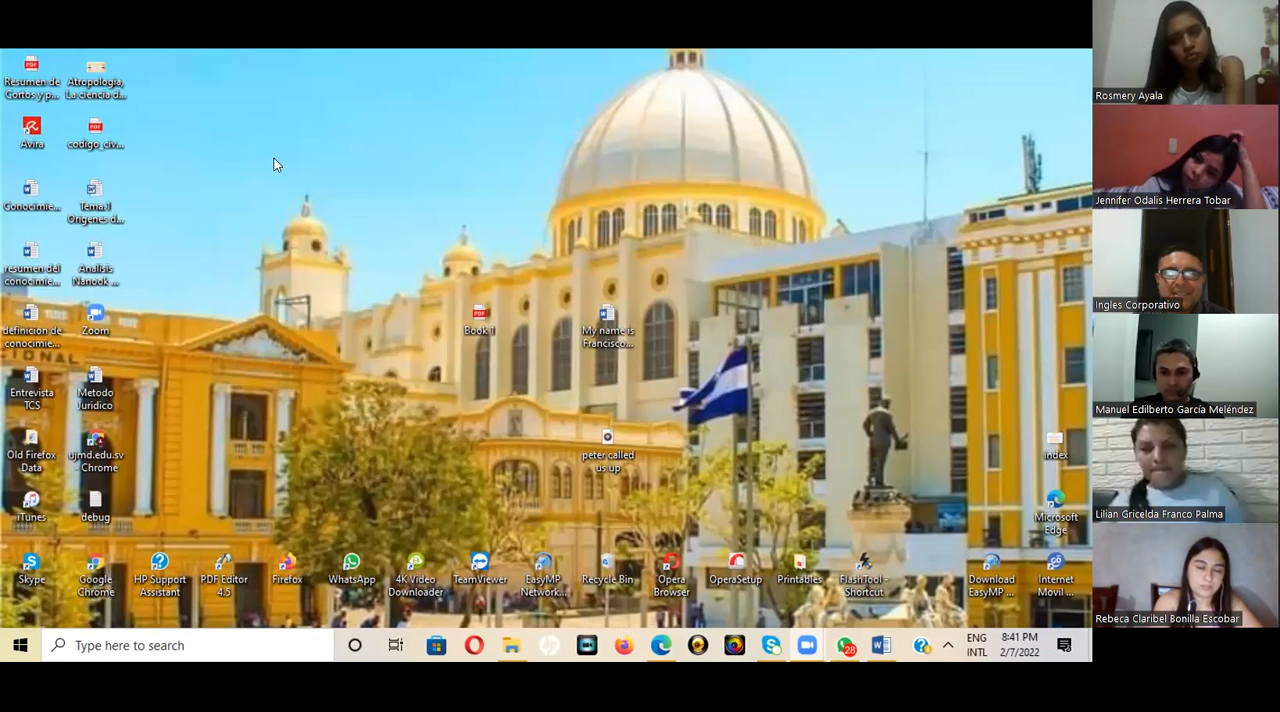 Resumen de
Cortos y p...
Atropologia,
La ciencia d...
Avira
codigo_civ...
Conocimie...
Tema.1
Origenes d...
resumen del
conocimie...
Analisis
Nanook ...
definicion de
conocimie...
Zoom
Entrevista
TCS
Metodo
Juridico
Old Firefox
Data
ujmd.edu.sv
- Chrome
iTunes
debug
Skype
Google
Chrome
HP Support
Assistant
PDF Editor
4.5
Firefox
WhatsApp
4K Video
Downloader
TeamViewer
EasyMP
Network...
Recycle Bin
Opera
Browser
OperaSetup
Printables
FlashTool -
Shortcut
Download
EasyMP ...
Internet
Movil ...
Book 1
My name is
Francisco...
peter called
us up
index
Microsoft
Edge
CIONAL
Type here to search
28
ENG
INTL
8:41 PM
2/7/2022
Rosmery Ayala
Jennifer Odalis Herrera Tobar
Ingles Corporativo
Manuel Edilberto García Meléndez
Lilian Gricelda Franco Palma
Rebeca Claribel Bonilla Escobar